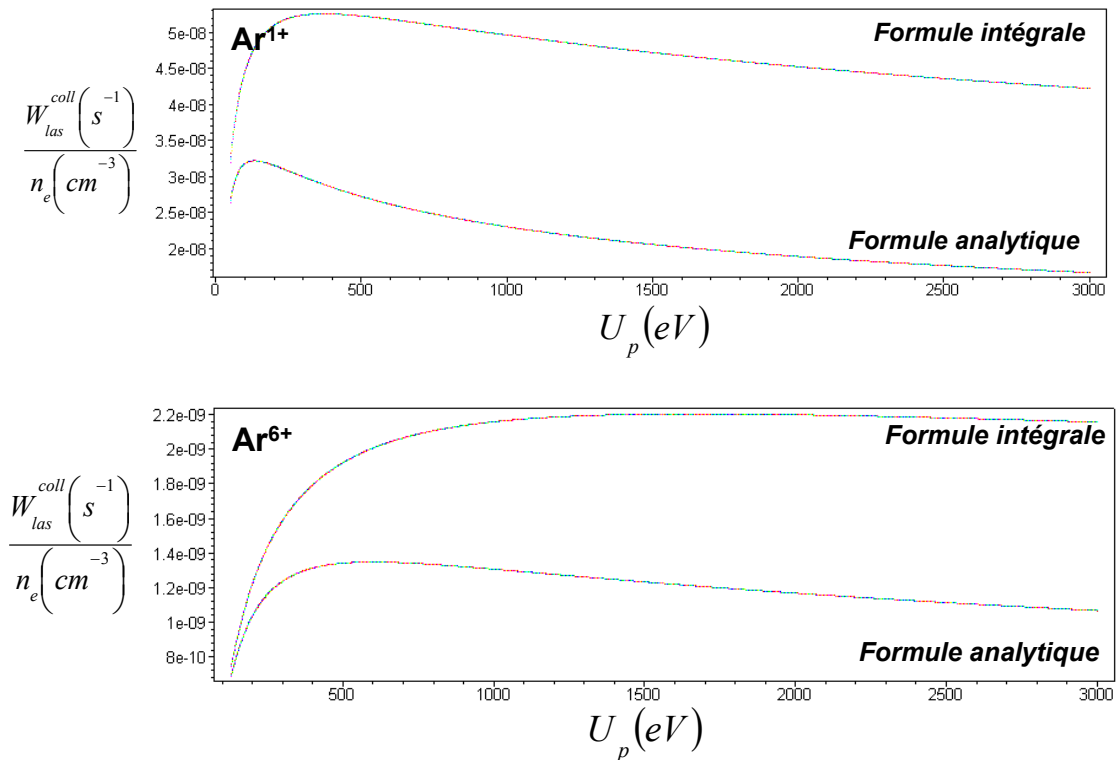 Ar1+
Formule intégrale
Formule analytique
W_las^coll (s^-1)
n_e (cm^-3)
5e-08
4.5e-08
4e-08
3.5e-08
3e-08
2.5e-08
2e-08
0 500 1000 1500 2000 2500 3000
U_p (eV)
Ar6+
Formule intégrale
Formule analytique
W_las^coll (s^-1)
n_e (cm^-3)
2.2e-09
2e-09
1.8e-09
1.6e-09
1.4e-09
1.2e-09
1e-09
8e-10
500 1000 1500 2000 2500 3000
U_p (eV)